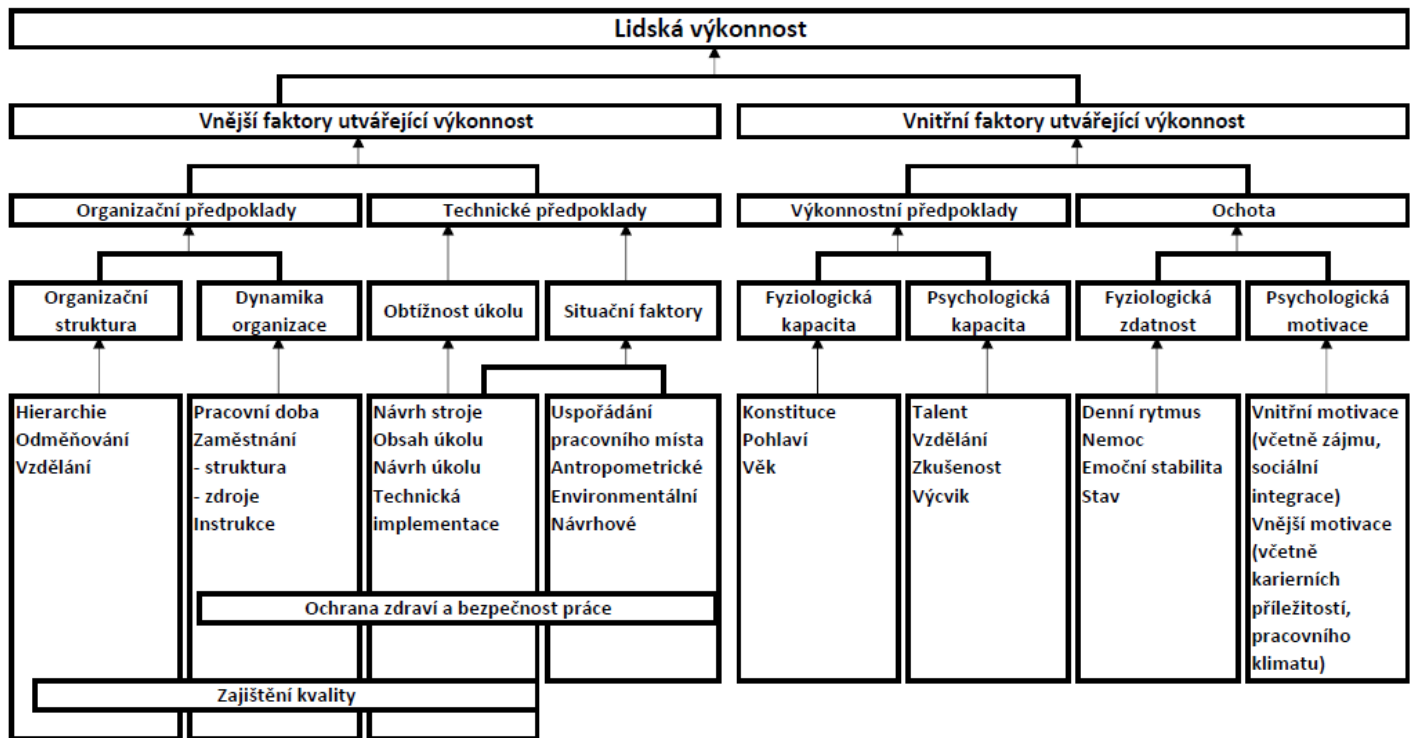 Lidská výkonnost
Vnější faktory utvářející výkonnost
Vnitřní faktory utvářející výkonnost
Organizační předpoklady
Technické předpoklady
Výkonnostní předpoklady
Ochota
Organizační
struktura
Dynamika
organizace
Obtížnost úkolu
Situační faktory
Fyziologická
kapacita
Psychologická
kapacita
Fyziologická
zdatnost
Psychologická
motivace
Hierarchie
Odměňování
Vzdělání
Pracovní doba
Zaměstnání
- struktura
- zdroje
Instrukce
Návrh stroje
Obsah úkolu
Návrh úkolu
Technická
implementace
Uspořádání
pracovního místa
Antropometrické
Environmentální
Návrhové
Konstituce
Pohlaví
Věk
Talent
Vzdělání
Zkušenost
Výcvik
Denní rytmus
Nemoc
Emoční stabilita
Stav
Vnitřní motivace
(včetně zájmu,
sociální
integrace)
Vnější motivace
(včetně
karierních
příležitostí,
pracovního
klimatu)
Ochrana zdraví a bezpečnost práce
Zajištění kvality